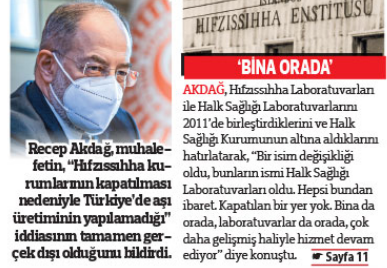 HIFZISSIHHA ENSTİTÜSÜ
Recep Akdağ, muhale-
fetin, “Hıfzıssıhha ku-
rumlarının kapatılması
nedeniyle Türkiye’de aşı
üretiminin yapılamadığı”
iddiasının tamamen ger-
çek dışı olduğunu bildirdi.
‘BİNA ORADA’
AKDAĞ, Hıfzıssıhha Laboratuvarları
ile Halk Sağlığı Laboratuvarlarını
2011’de birleştirdiklerini ve Halk
Sağlığı Kurumunun altına aldıklarını
hatırlatarak, “Bir isim değişikliği
oldu, bunların ismi Halk Sağlığı
Laboratuvarları oldu. Hepsi bundan
ibaret. Kapatılan bir yer yok. Bina da
orada, laboratuvarlar da orada, çok
daha gelişmiş haliyle hizmet devam
ediyor” diye konuştu. ☛ Sayfa 11